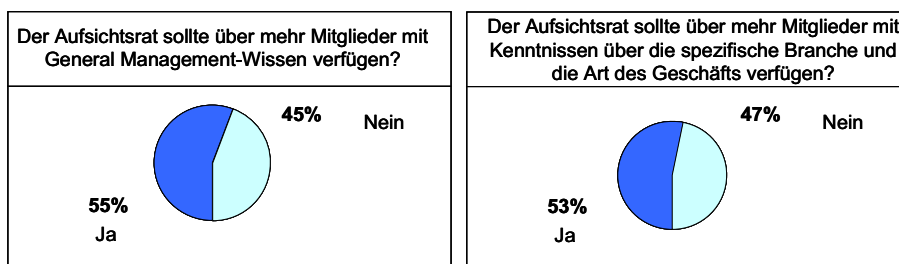 Der Aufsichtsrat sollte über mehr Mitglieder mit
General Management-Wissen verfügen?
45%
Nein
55%
Ja
Der Aufsichtsrat sollte über mehr Mitglieder mit
Kenntnissen über die spezifische Branche und
die Art des Geschäfts verfügen?
47%
Nein
53%
Ja